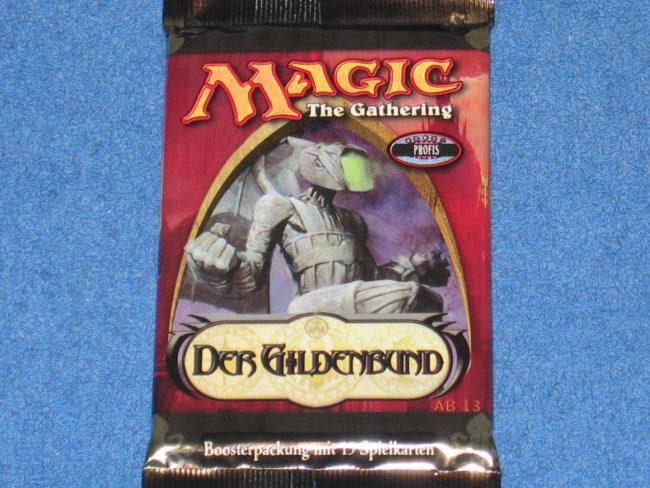 MAGIC
The Gathering
PROFIS
DER GILDENBUND
AB 13
Boosterpackung mit 15 Spielkarten